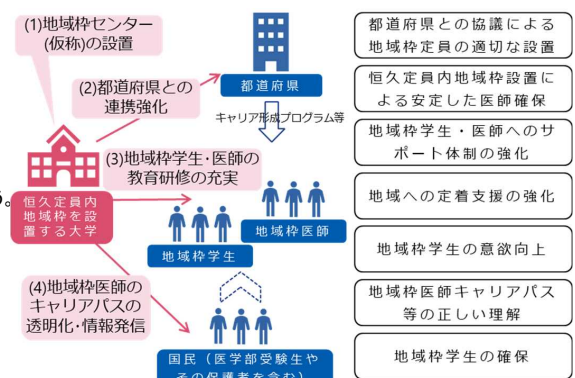 (1)地域枠センター
(仮称)の設置
(2)都道府県との
連携強化
都道府県
キャリア形成プログラム等
(3)地域枠学生・医師の
教育研修の充実
る。
恒久定員内
地域枠を設
置する大学
地域枠医師
地域枠学生
(4)地域枠医師の
キャリアパスの
透明化・情報発信
国民（医学部受験生や
その保護者を含む）
都道府県との協議による
地域枠定員の適切な設置
恒久定員内地域枠設置に
よる安定した医師確保
地域枠学生・医師へのサ
ポート体制の強化
地域への定着支援の強化
地域枠学生の意欲向上
地域枠医師キャリアパス
等の正しい理解
地域枠学生の確保